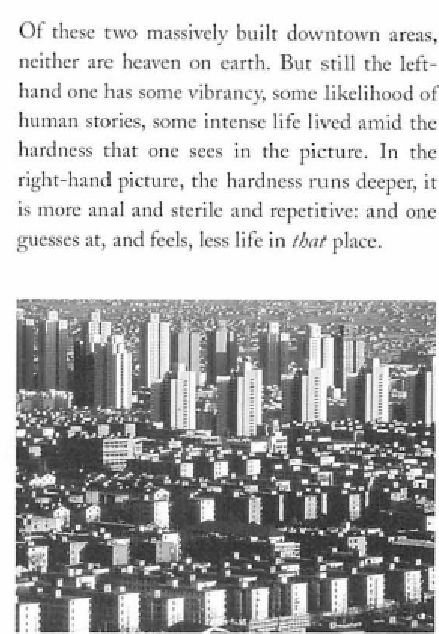 Of these two massively built downtown areas,
neither are heaven on earth. But still the left-
hand one has some vibrancy, some likelihood of
human stories, some intense life lived amid the
hardness that one sees in the picture. In the
right-hand picture, the hardness runs deeper, it
is more anal and sterile and repetitive: and one
guesses at, and feels, less life in that place.